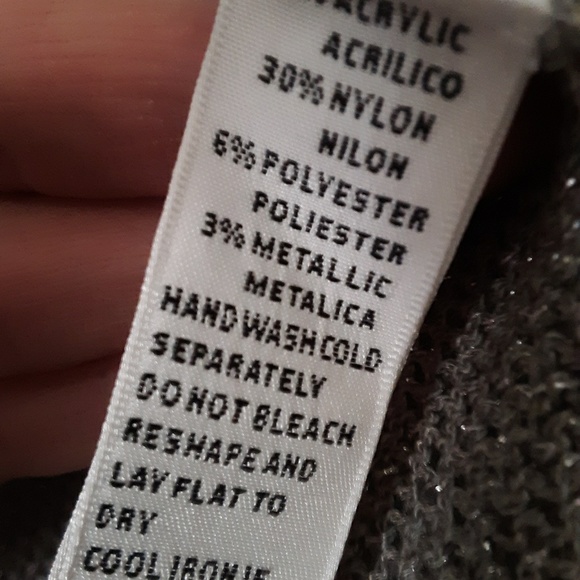 ACRYLIC
ACRILICO
30% NYLON
NILON
6% POLYESTER
POLIESTER
3% METALLIC
METALICA
HAND WASH COLD
SEPARATELY
DO NOT BLEACH
RESHAPE AND
LAY FLAT TO
DRY
COOL IRON IF